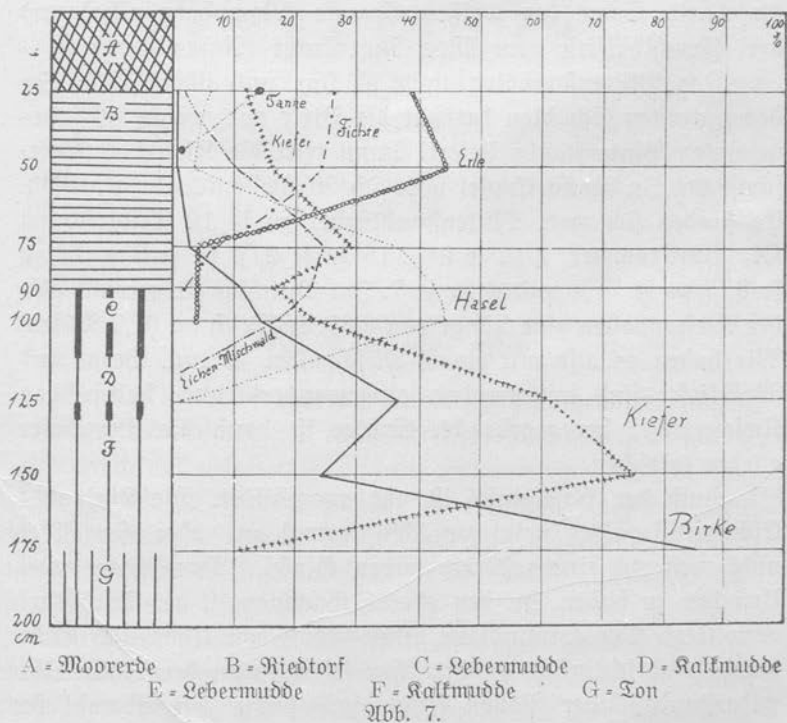 10 20 30 40 50 60 70 80 90 100 %
A
25
Tanne
B
Kiefer
Fichte
50
Erle
75
90
C
Hasel
100
Eichen-Mischwald
D
125
Kiefer
F
150
Birke
175
G
200
cm
A = Moorerde B = Riedtorf C = Lebermudde D = Kalkmudde
E = Lebermudde F = Kalkmudde G = Ton
Abb. 7.